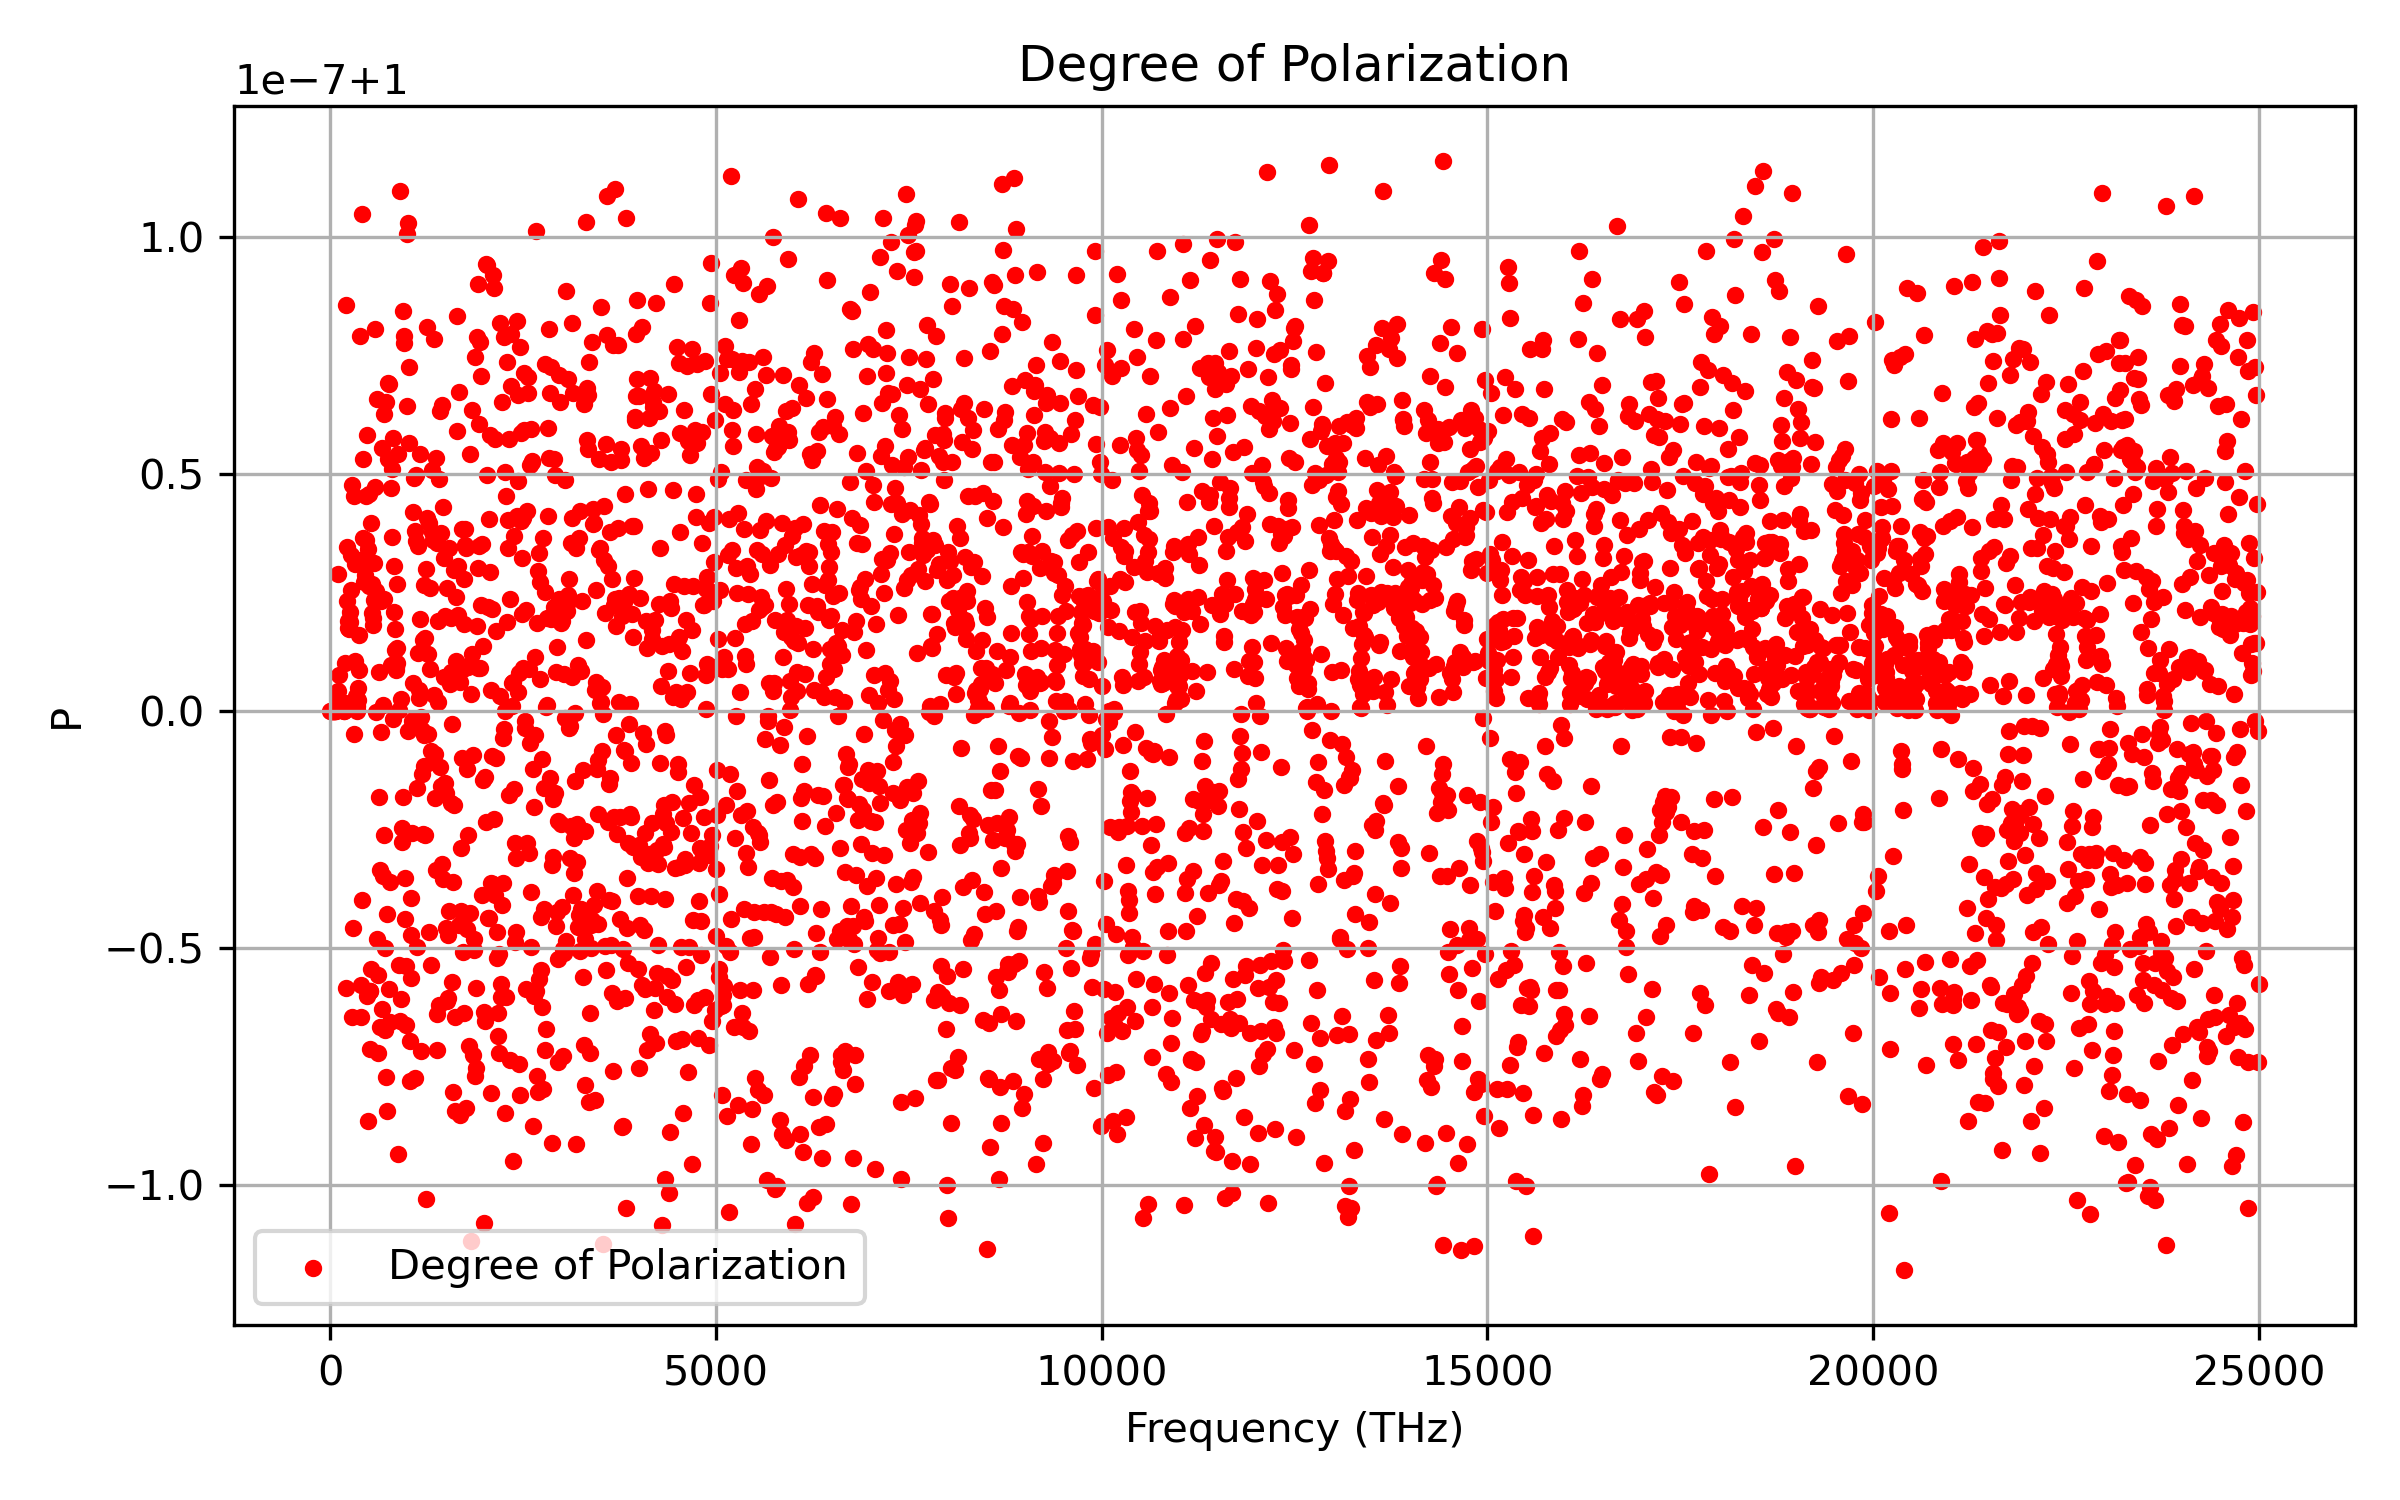 Degree of Polarization
1e−7+1
1.0
0.5
0.0
−0.5
−1.0
P
Degree of Polarization
0 5000 10000 15000 20000 25000
Frequency (THz)